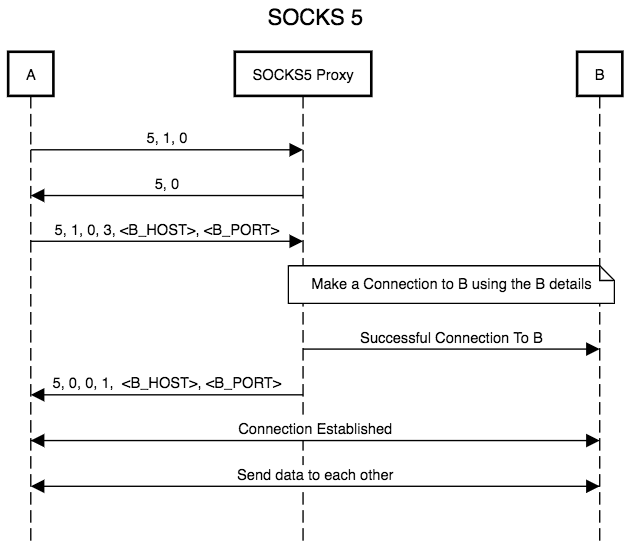 SOCKS 5
A
SOCKS5 Proxy
B
5, 1, 0
5, 0
5, 1, 0, 3, <B_HOST>, <B_PORT>
Make a Connection to B using the B details
Successful Connection To B
5, 0, 0, 1,  <B_HOST>, <B_PORT>
Connection Established
Send data to each other